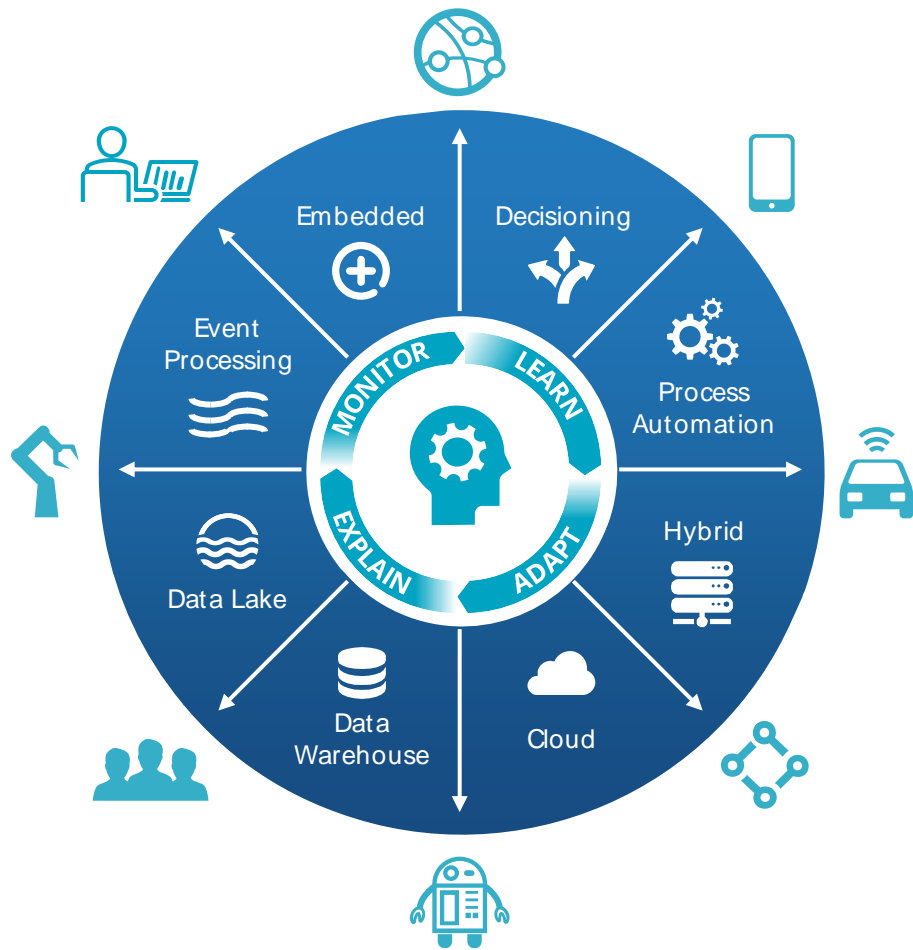 Embedded
Decisioning
Event
Processing
Process
Automation
MONITOR
LEARN
EXPLAIN
ADAPT
Hybrid
Data Lake
Data
Warehouse
Cloud